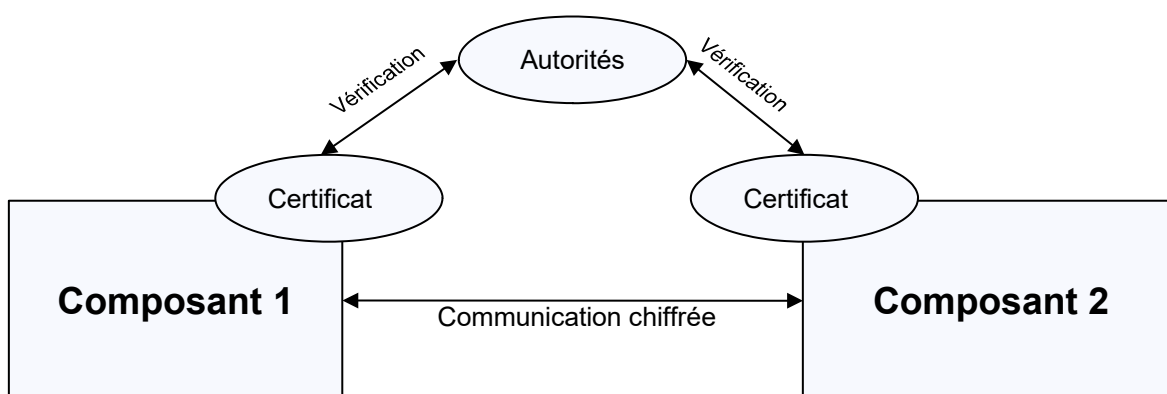 Autorités
Vérification
Vérification
Certificat
Certificat
Composant 1
Composant 2
Communication chiffrée